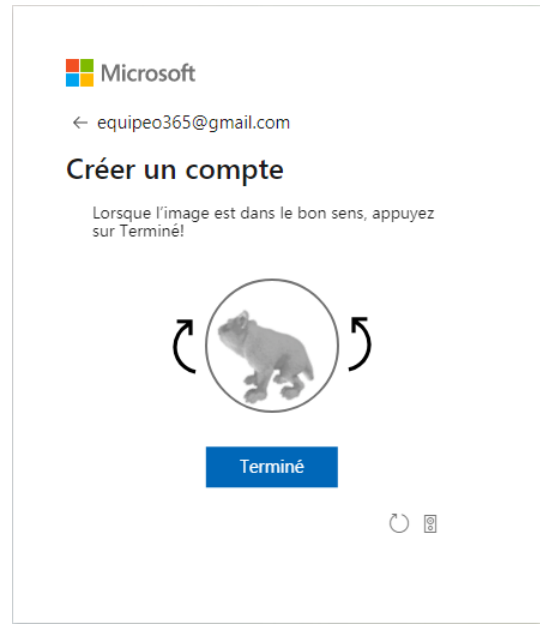 Microsoft
← equipeo365@gmail.com
Créer un compte
Lorsque l'image est dans le bon sens, appuyez
sur Terminé!
Terminé